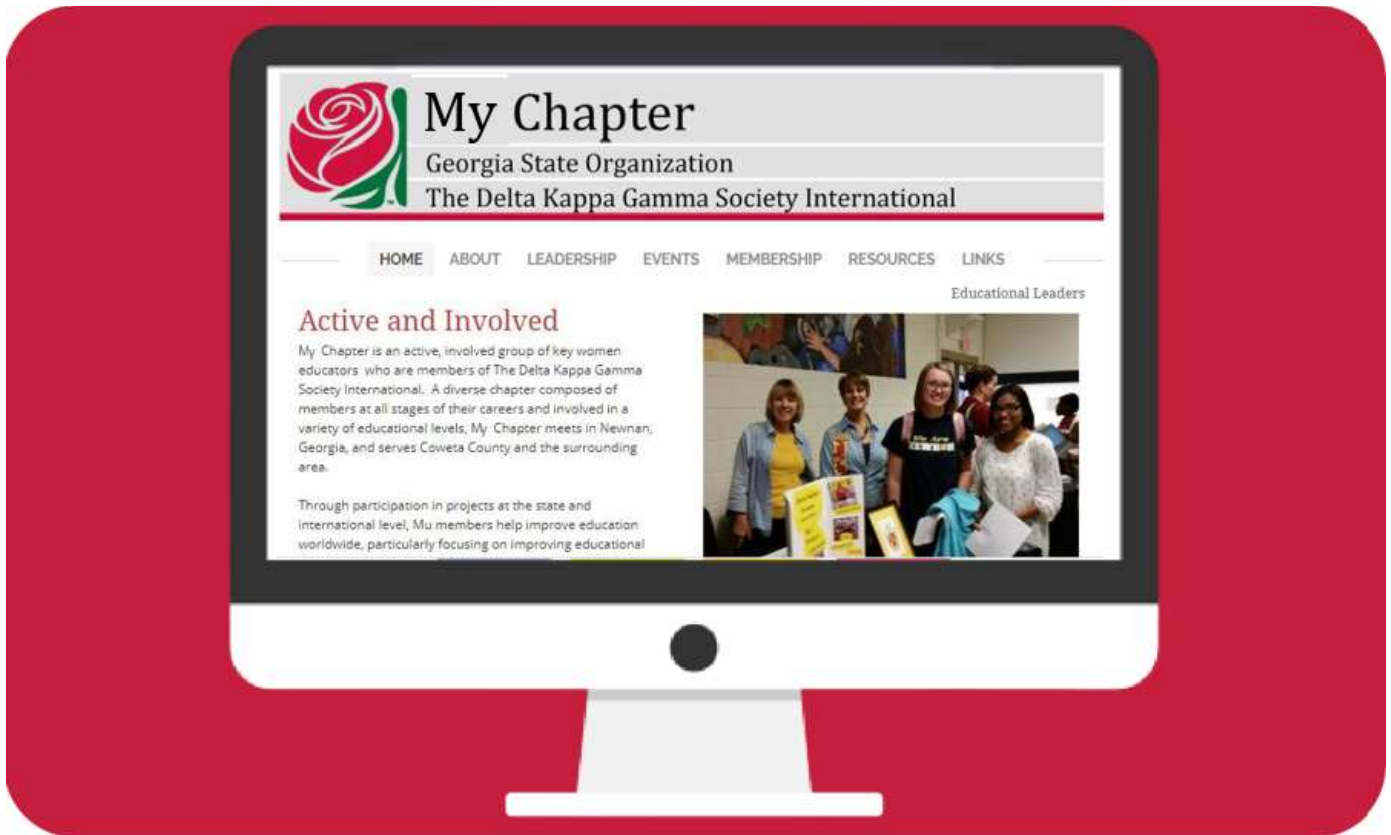 My Chapter
Georgia State Organization
The Delta Kappa Gamma Society International
HOME ABOUT LEADERSHIP EVENTS MEMBERSHIP RESOURCES LINKS
Educational Leaders
Active and Involved
My Chapter is an active, involved group of key women
educators who are members of The Delta Kappa Gamma
Society International. A diverse chapter composed of
members at all stages of their careers and involved in a
variety of educational levels, My Chapter meets in Newnan,
Georgia, and serves Coweta County and the surrounding
area.
Through participation in projects at the state and
international level, Mu members help improve education
worldwide, particularly focusing on improving educational